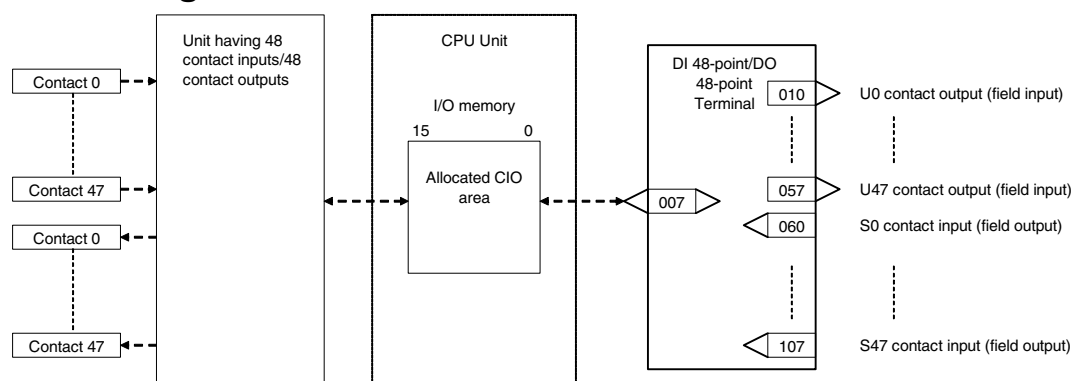 Unit having 48
contact inputs/48
contact outputs
Contact 0
Contact 47
Contact 0
Contact 47
CPU Unit
I/O memory
15 0
Allocated CIO
area
DI 48-point/DO
48-point
Terminal
007
010
057
060
107
U0 contact output (field input)
U47 contact output (field input)
S0 contact input (field output)
S47 contact input (field output)